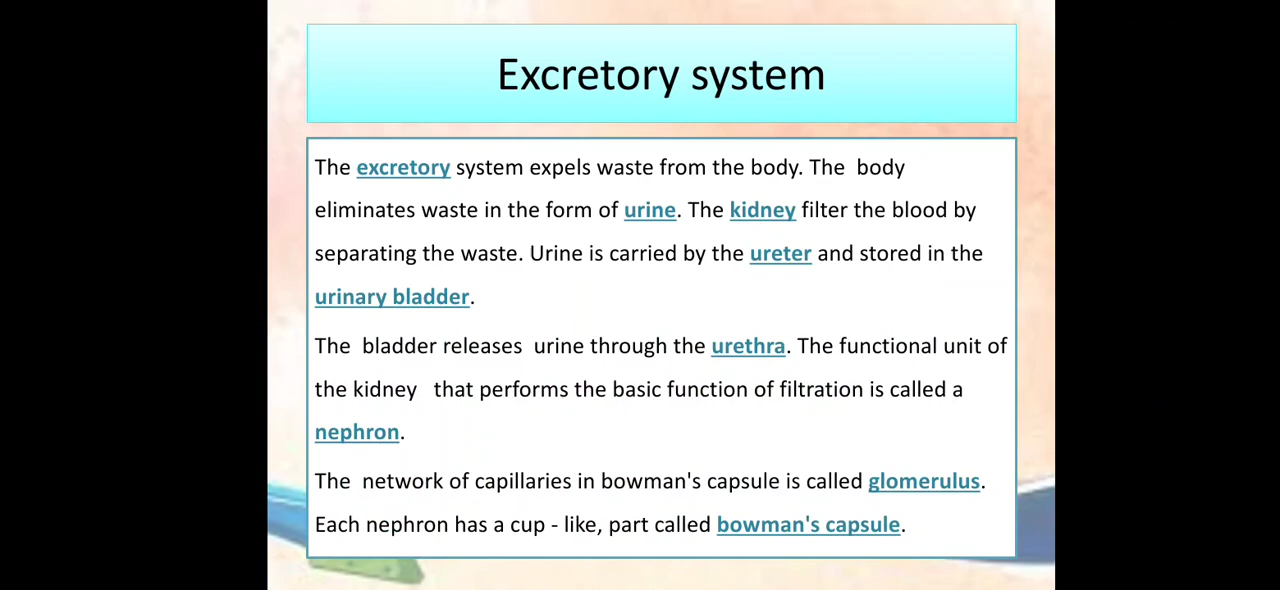 Excretory system
The excretory system expels waste from the body. The  body
eliminates waste in the form of urine. The kidney filter the blood by
separating the waste. Urine is carried by the ureter and stored in the
urinary bladder.
The  bladder releases  urine through the urethra. The functional unit of
the kidney   that performs the basic function of filtration is called a
nephron.
The  network of capillaries in bowman's capsule is called glomerulus.
Each nephron has a cup - like, part called bowman's capsule.